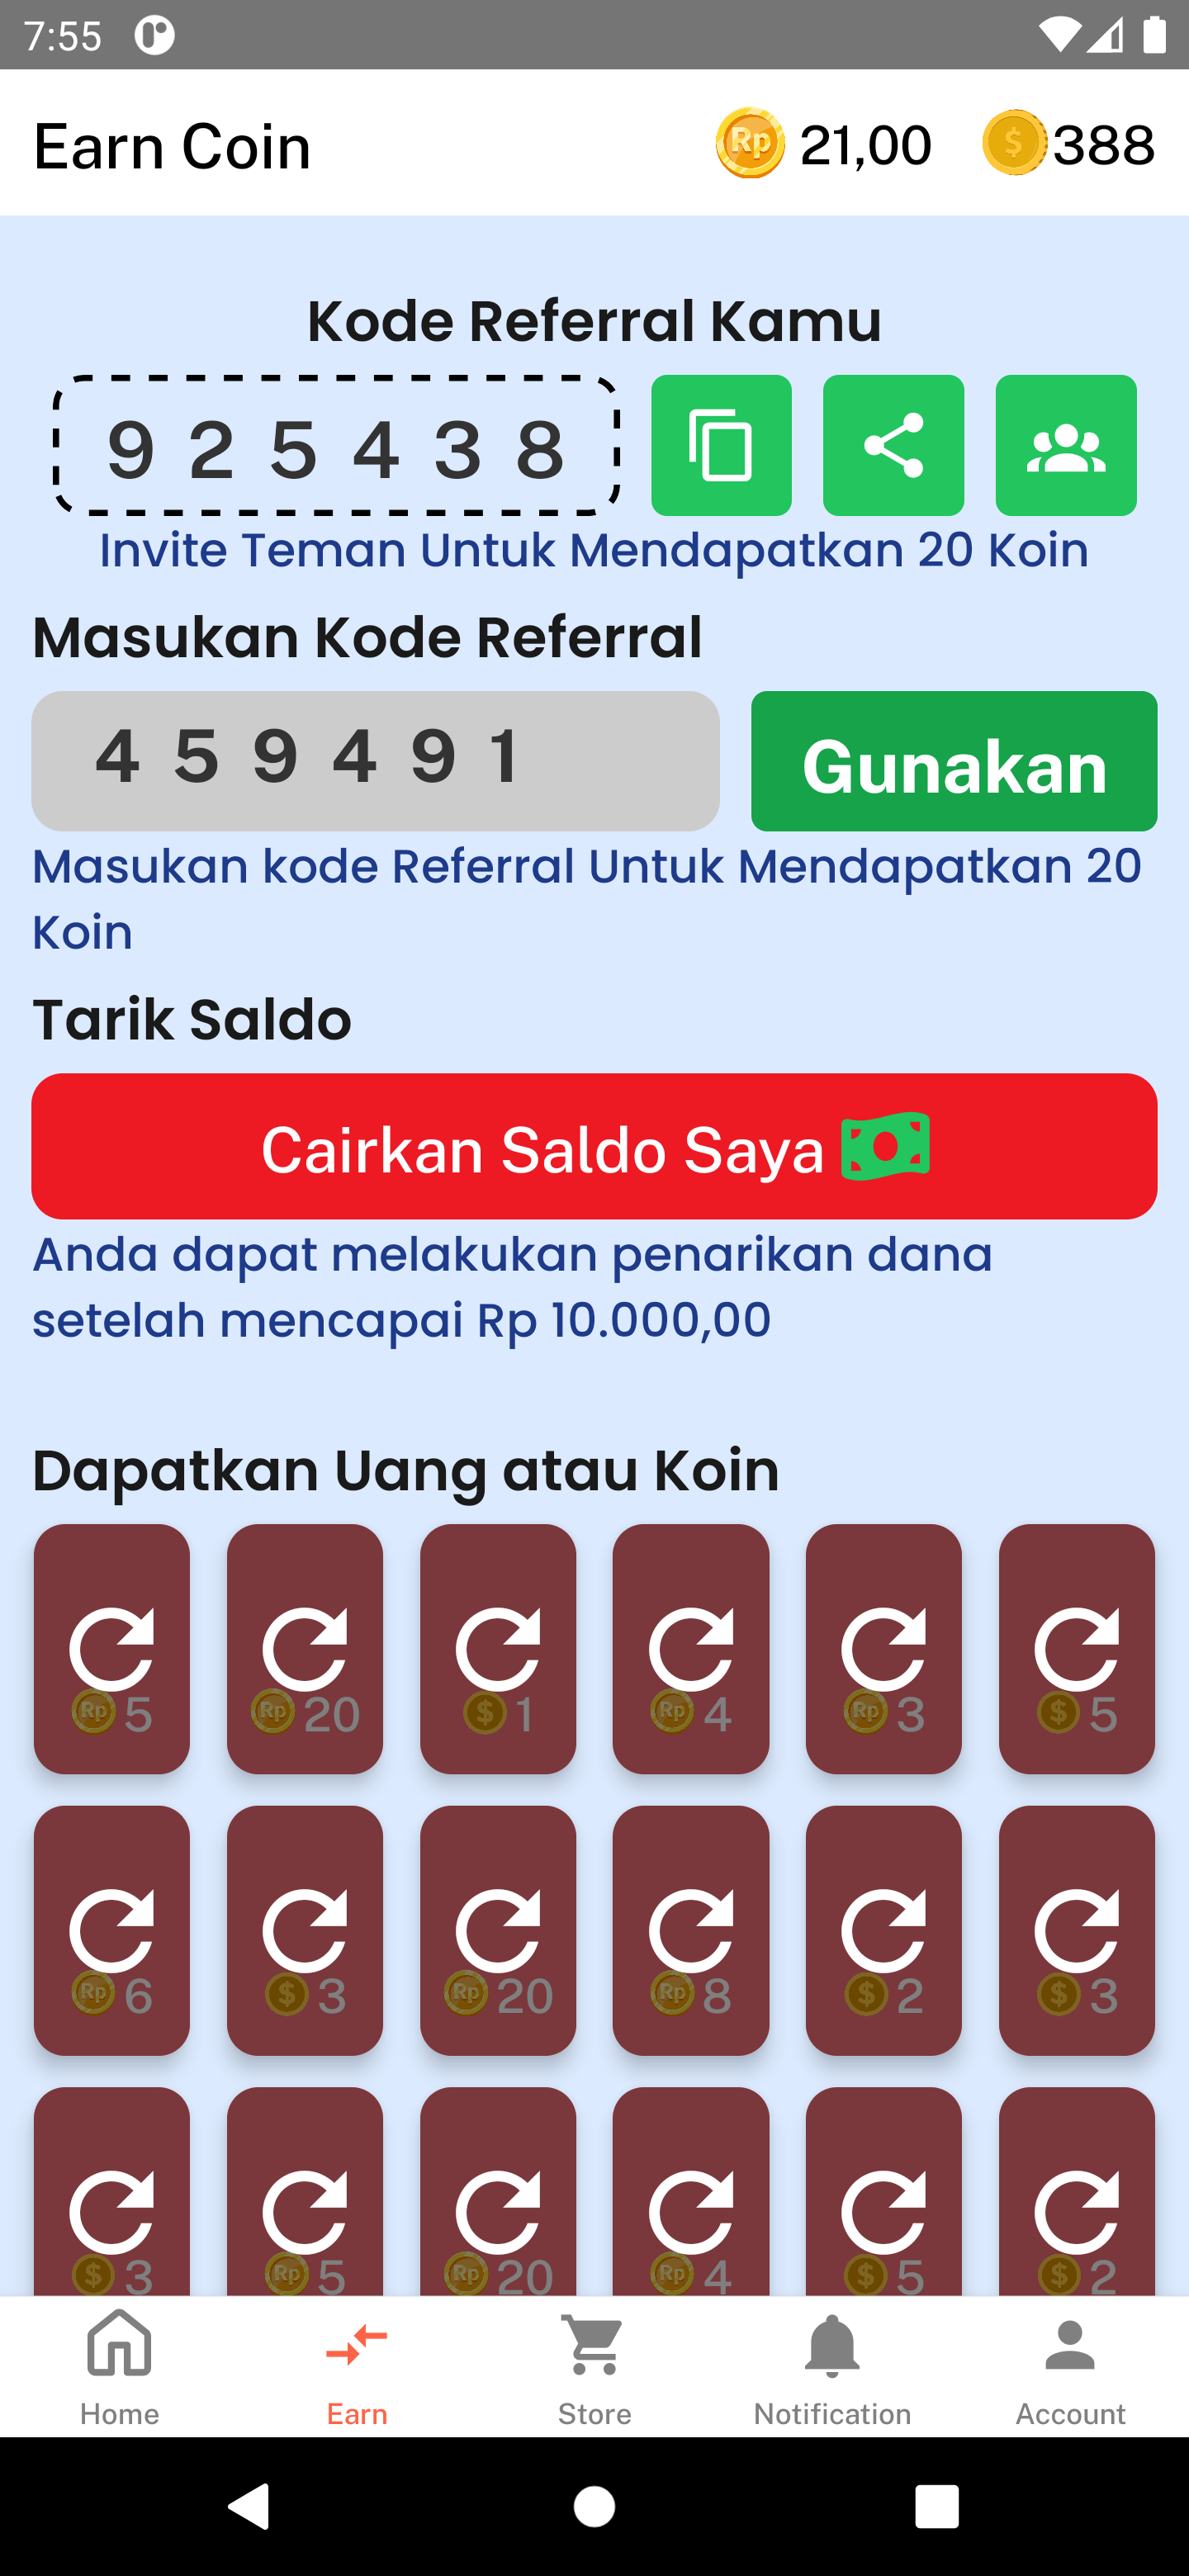 7:55
Earn Coin
Rp 21,00
$ 388
Kode Referral Kamu
9 2 5 4 3 8
Invite Teman Untuk Mendapatkan 20 Koin
Masukan Kode Referral
4 5 9 4 9 1
Gunakan
Masukan kode Referral Untuk Mendapatkan 20
Koin
Tarik Saldo
Cairkan Saldo Saya
Anda dapat melakukan penarikan dana
setelah mencapai Rp 10.000,00
Dapatkan Uang atau Koin
Rp 5 Rp 20 $ 1 Rp 4 Rp 3 $ 5
Rp 6 $ 3 Rp 20 Rp 8 $ 2 $ 3
$ 3 Rp 5 Rp 20 Rp 4 $ 5 $ 2
Home Earn Store Notification Account